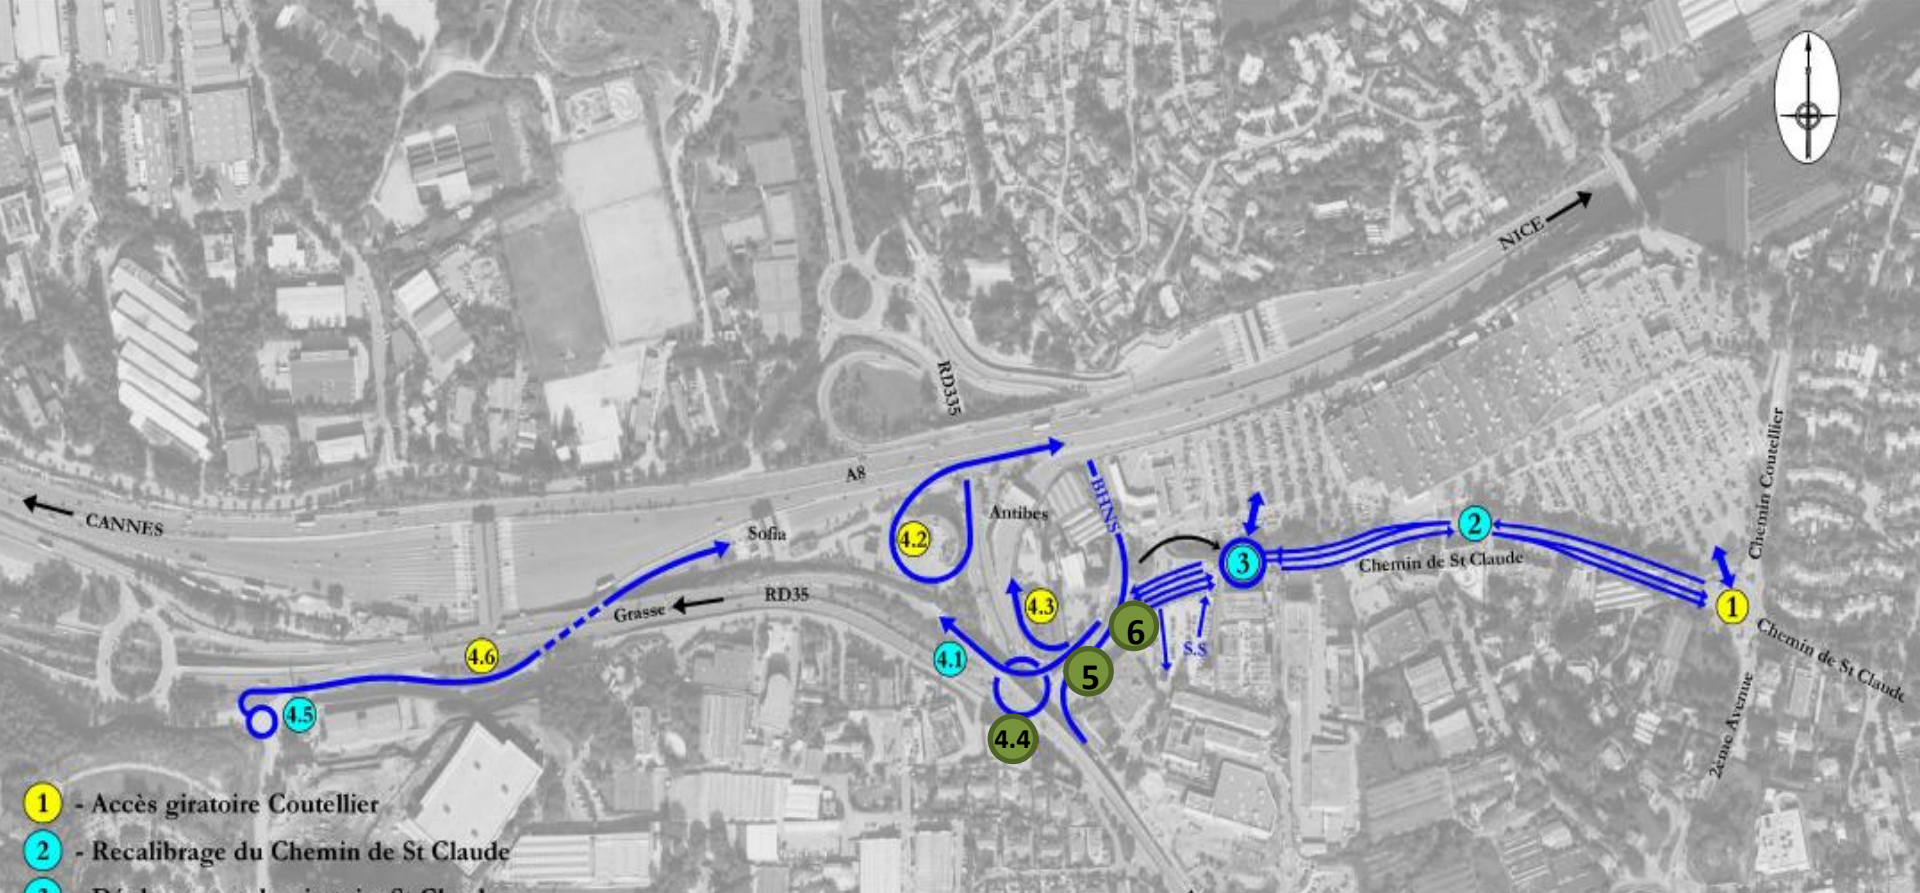 NICE
RD335
Chemin Coutellier
A8
CANNES
Sofia
Antibes
BHNS
4.2
2
3
Chemin de St Claude
1
RD35
Grasse
4.3
6
S.S
Chemin de St Claude
4.6
4.1
5
4.5
4.4
2ème Avenue
1 - Accès giratoire Coutellier
2 - Recalibrage du Chemin de St Claude
3